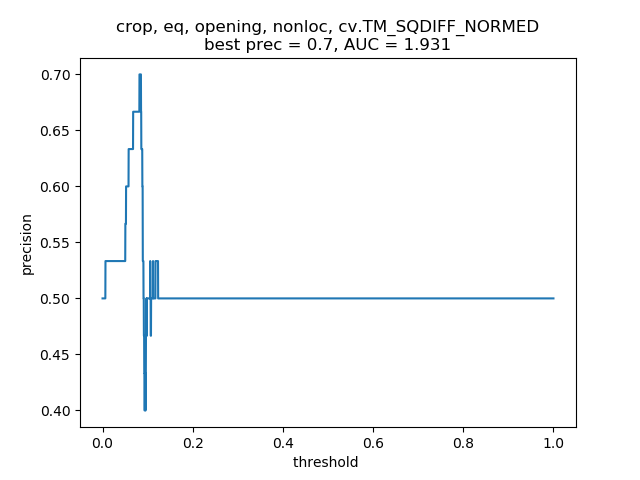 crop, eq, opening, nonloc, cv.TM_SQDIFF_NORMED
best prec = 0.7, AUC = 1.931
0.70
0.65
0.60
0.55
0.50
0.45
0.40
precision
0.0 0.2 0.4 0.6 0.8 1.0
threshold